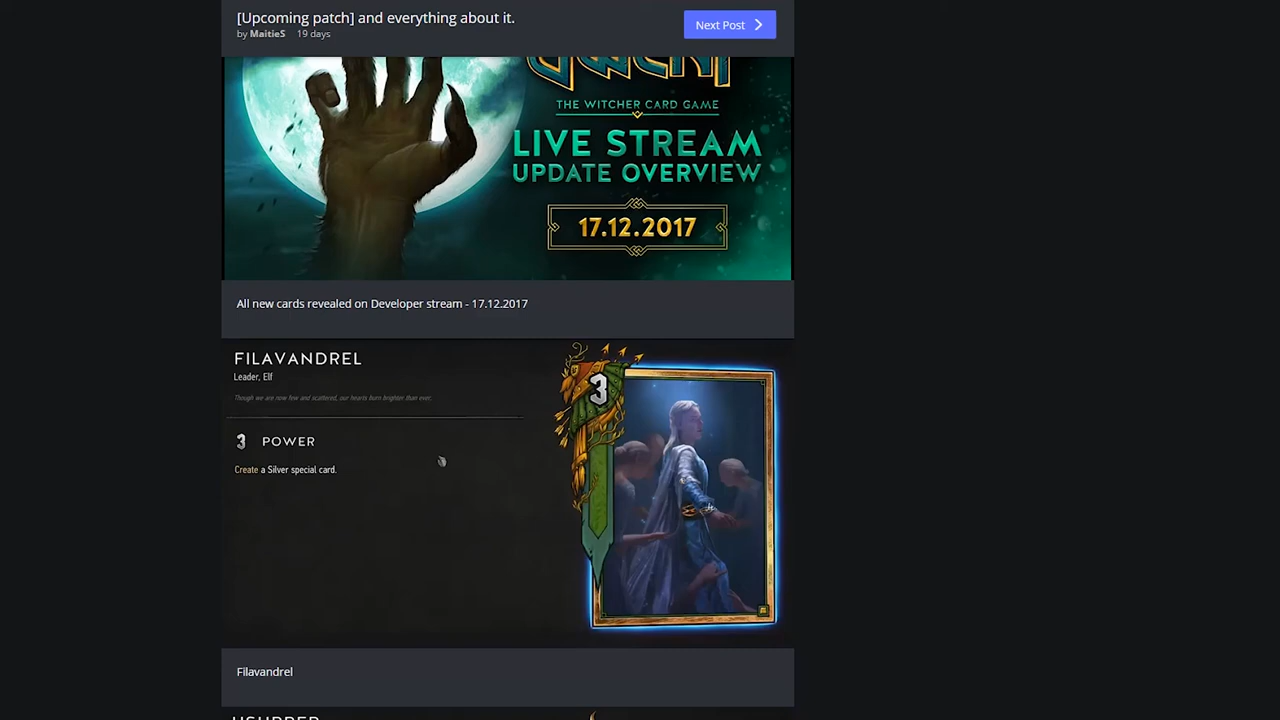 [Upcoming patch] and everything about it.
by MaitieS 19 days
Next Post
GWENT
THE WITCHER CARD GAME
LIVE STREAM
UPDATE OVERVIEW
17.12.2017
All new cards revealed on Developer stream - 17.12.2017
FILAVANDREL
Leader, Elf
Though we are now few and scattered, our hearts burn brighter than ever.
3 POWER
Create a Silver special card.
3
Filavandrel
USURPER